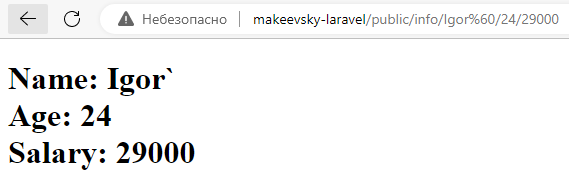 Небезопасно makeevsky-laravel/public/info/Igor%60/24/29000
Name: Igor`
Age: 24
Salary: 29000